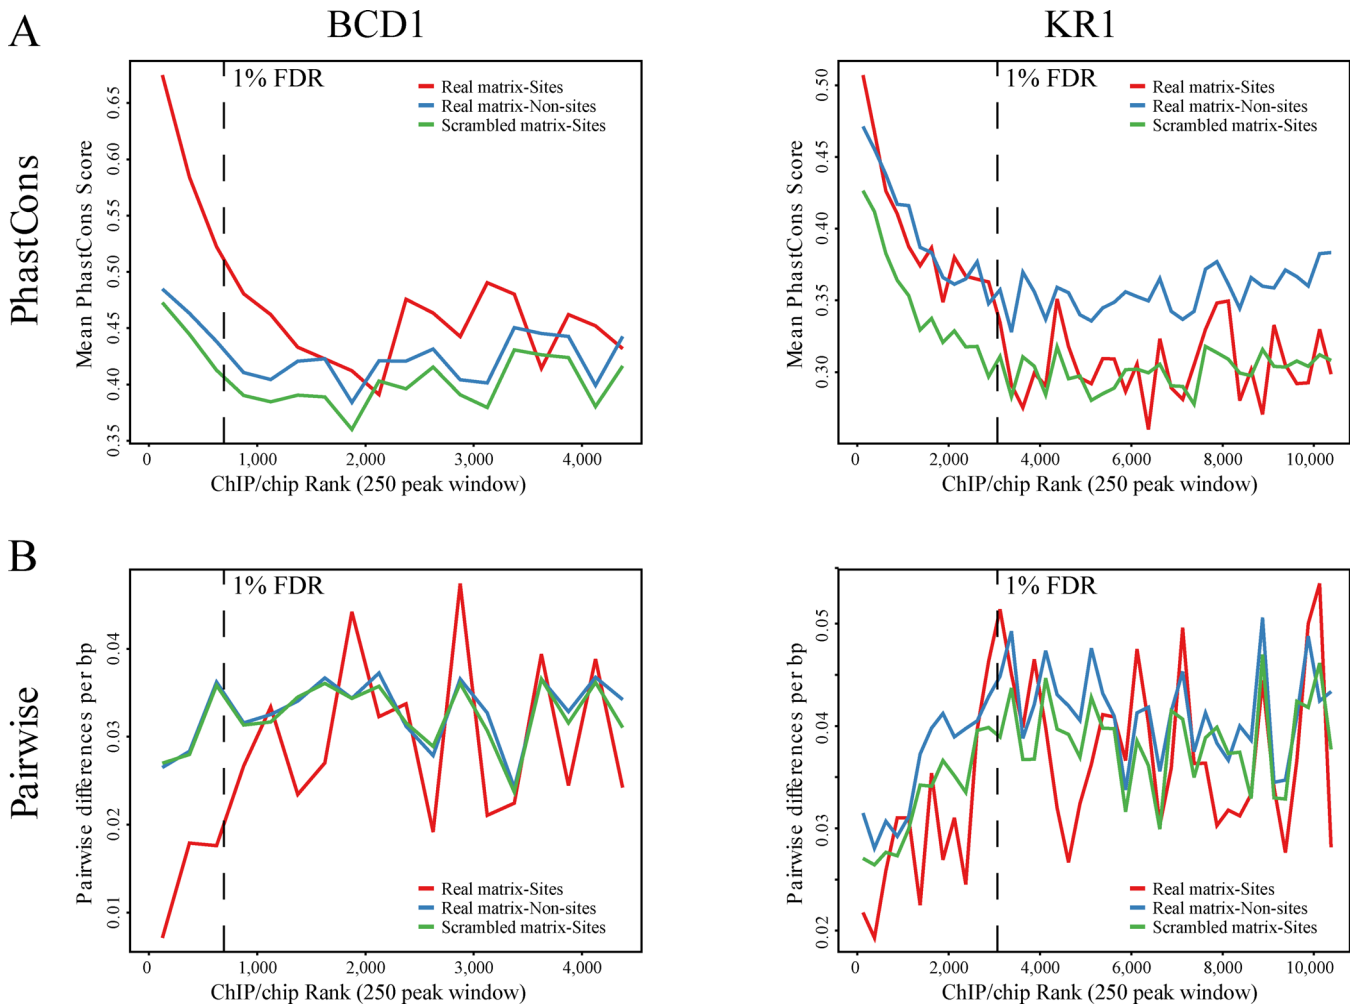 A
BCD1
KR1
PhastCons
Mean PhastCons Score
0.65
0.60
0.55
0.50
0.45
0.40
0.35
1% FDR
Real matrix-Sites
Real matrix-Non-sites
Scrambled matrix-Sites
0
1,000
2,000
3,000
4,000
ChIP/chip Rank (250 peak window)
Mean PhastCons Score
0.50
0.45
0.40
0.35
0.30
1% FDR
Real matrix-Sites
Real matrix-Non-sites
Scrambled matrix-Sites
0
2,000
4,000
6,000
8,000
10,000
ChIP/chip Rank (250 peak window)
B
Pairwise
Pairwise differences per bp
0.04
0.03
0.02
0.01
1% FDR
Real matrix-Sites
Real matrix-Non-sites
Scrambled matrix-Sites
0
1,000
2,000
3,000
4,000
ChIP/chip Rank (250 peak window)
Pairwise differences per bp
0.05
0.04
0.03
0.02
1% FDR
Real matrix-Sites
Real matrix-Non-sites
Scrambled matrix-Sites
0
2,000
4,000
6,000
8,000
10,000
ChIP/chip Rank (250 peak window)